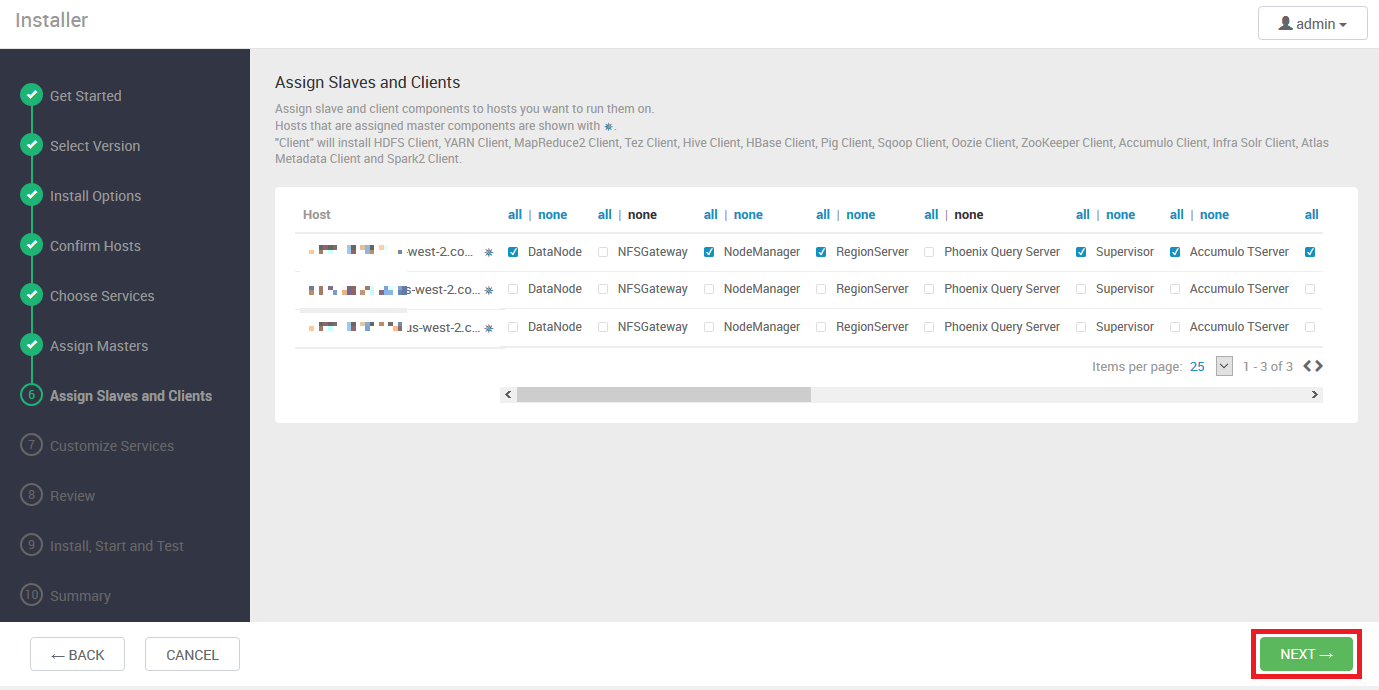 Installer
admin
Get Started
Select Version
Install Options
Confirm Hosts
Choose Services
Assign Masters
6 Assign Slaves and Clients
7 Customize Services
8 Review
9 Install, Start and Test
10 Summary
Assign Slaves and Clients
Assign slave and client components to hosts you want to run them on.
Hosts that are assigned master components are shown with ✵.
"Client" will install HDFS Client, YARN Client, MapReduce2 Client, Tez Client, Hive Client, HBase Client, Pig Client, Sqoop Client, Oozie Client, ZooKeeper Client, Accumulo Client, Infra Solr Client, Atlas
Metadata Client and Spark2 Client.
Host all | none all | none all | none all | none all | none all | none all | none all
-west-2.co... ✵ DataNode NFSGateway NodeManager RegionServer Phoenix Query Server Supervisor Accumulo TServer
s-west-2.co... ✵ DataNode NFSGateway NodeManager RegionServer Phoenix Query Server Supervisor Accumulo TServer
us-west-2.c... ✵ DataNode NFSGateway NodeManager RegionServer Phoenix Query Server Supervisor Accumulo TServer
Items per page: 25 1 - 3 of 3
← BACK CANCEL NEXT →